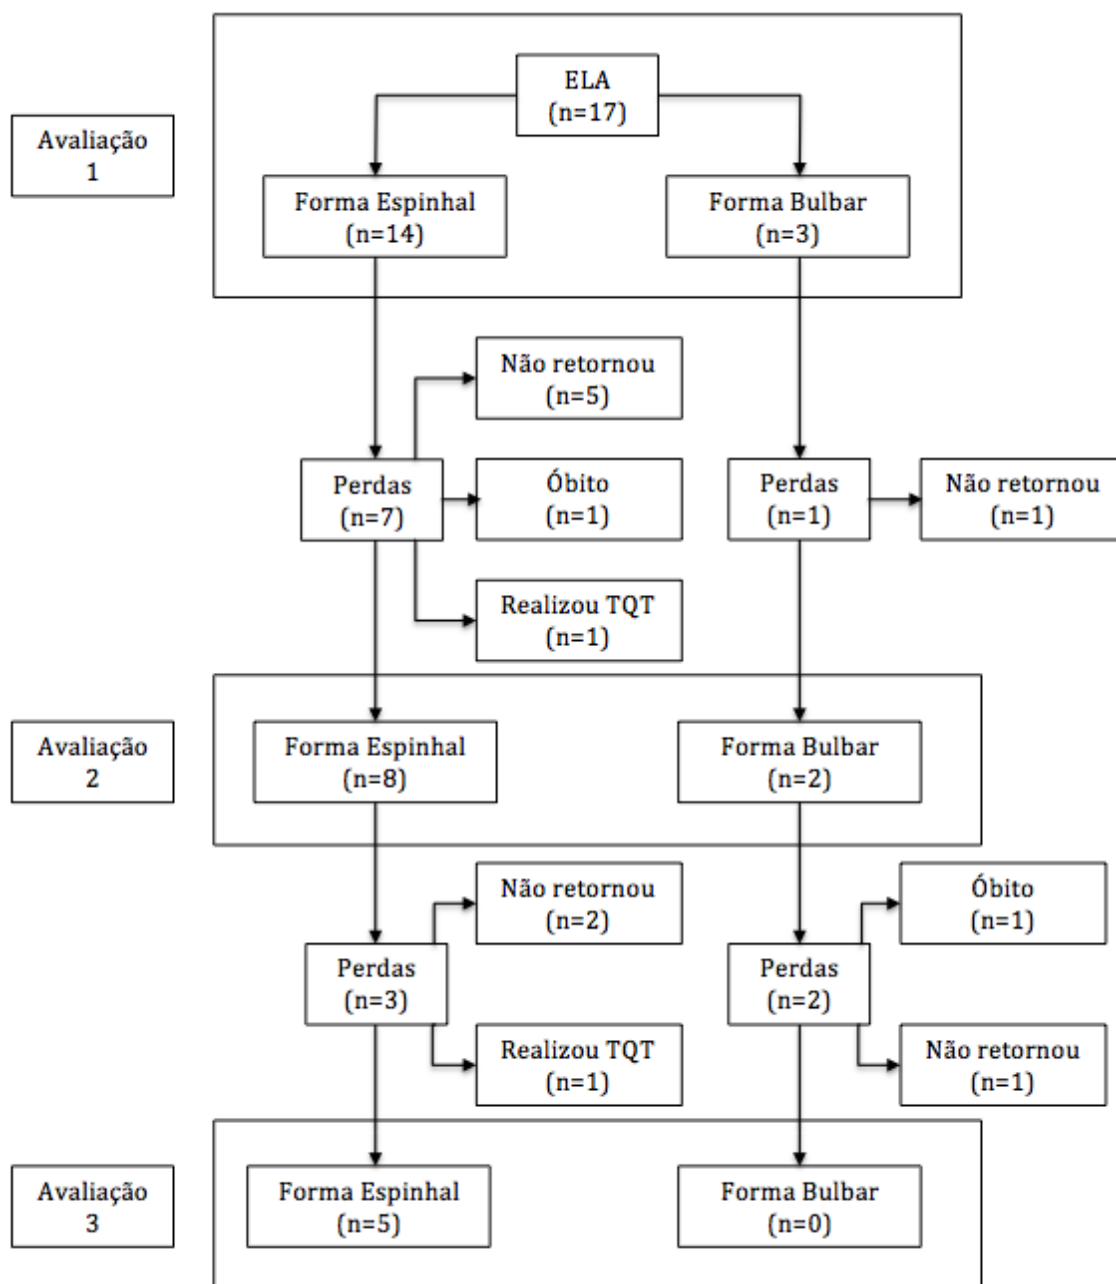 ELA
(n=17)
Avaliação
1
Forma Espinhal
(n=14)
Forma Bulbar
(n=3)
Não retornou
(n=5)
Perdas
(n=7)
Óbito
(n=1)
Perdas
(n=1)
Não retornou
(n=1)
Realizou TQT
(n=1)
Avaliação
2
Forma Espinhal
(n=8)
Forma Bulbar
(n=2)
Não retornou
(n=2)
Óbito
(n=1)
Perdas
(n=3)
Perdas
(n=2)
Realizou TQT
(n=1)
Não retornou
(n=1)
Avaliação
3
Forma Espinhal
(n=5)
Forma Bulbar
(n=0)